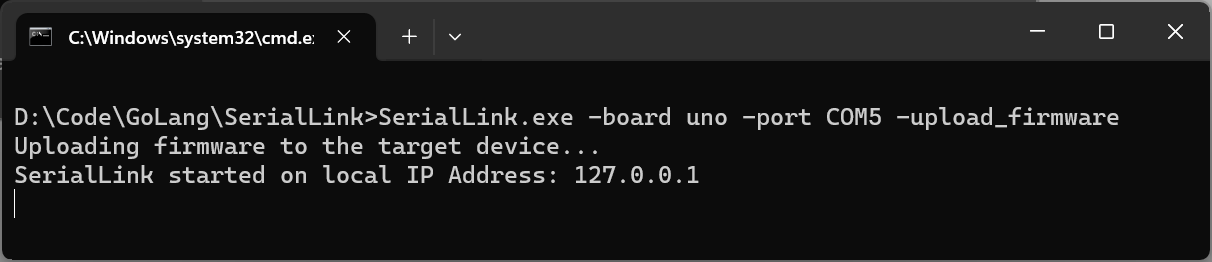 C:\Windows\system32\cmd.e
D:\Code\GoLang\SerialLink>SerialLink.exe -board uno -port COM5 -upload_firmware
Uploading firmware to the target device...
SerialLink started on local IP Address: 127.0.0.1